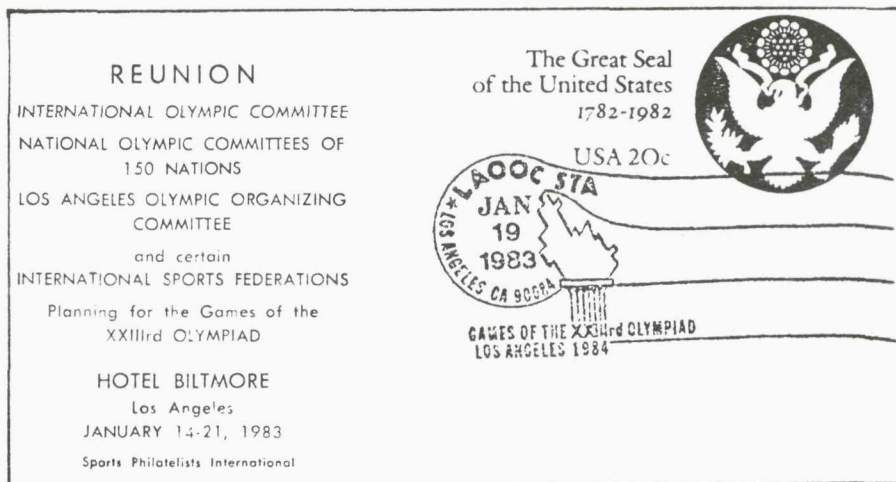 REUNION
INTERNATIONAL OLYMPIC COMMITTEE
NATIONAL OLYMPIC COMMITTEES OF
150 NATIONS
LOS ANGELES OLYMPIC ORGANIZING
COMMITTEE
and certain
INTERNATIONAL SPORTS FEDERATIONS
Planning for the Games of the
XXIIIrd OLYMPIAD
HOTEL BILTMORE
Los Angeles
JANUARY 14-21, 1983
Sports Philatelists International
The Great Seal
of the United States
1782-1982
USA 20c
LAOOC STA
JAN
19
1983
*LOS ANGELES CA 90084
GAMES OF THE XXIIIrd OLYMPIAD
LOS ANGELES 1984